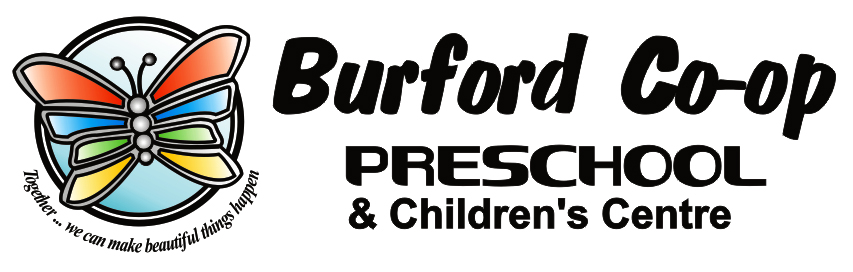 Burford Co-op
PRESCHOOL
& Children's Centre
Together ... we can make beautiful things happen